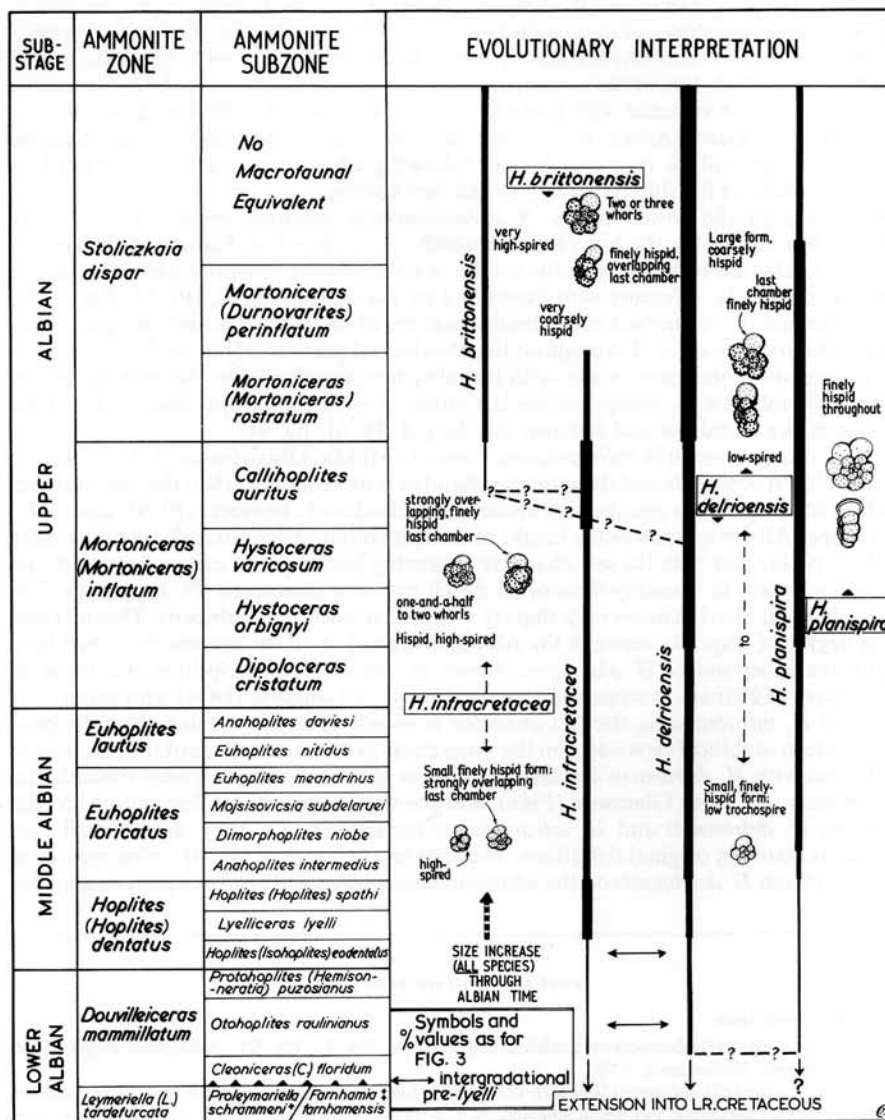 SUB-
STAGE
AMMONITE
ZONE
AMMONITE
SUBZONE
EVOLUTIONARY INTERPRETATION
UPPER ALBIAN
MIDDLE ALBIAN
LOWER
ALBIAN
Stoliczkaia
dispar
Mortoniceras
(Mortoniceras)
inflatum
Euhoplites
lautus
Euhoplites
loricatus
Hoplites
(Hoplites)
dentatus
Douvilleiceras
mammillatum
Leymeriella (L.)
tardefurcata
No
Macrofaunal
Equivalent
Mortoniceras
(Durnovarites)
perinflatum
Mortoniceras
(Mortoniceras)
rostratum
Callihoplites
auritus
Hystoceras
varicosum
Hystoceras
orbignyi
Dipoloceras
cristatum
Anahoplites daviesi
Euhoplites nitidus
Euhoplites meandrinus
Mojsisovicsia subdelaruei
Dimorphoplites niobe
Anahoplites intermedius
Hoplites (Hoplites) spathi
Lyelliceras lyelli
Hoplites (Isohoplites) eodentatus
Protohoplites (Hemison-
neratia) puzosianus
Otohoplites raulinianus
Cleoniceras (C.) floridum
Proleymeriella
schrammeni*/
Farnhamia ‡
farnhamensis
H. brittonensis
very
high-spired
H. brittonensis
Two or three
whorls
finely hispid,
overlapping
last chamber
very
coarsely
hispid
Large form,
coarsely
hispid
last
chamber
finely hispid
Finely
hispid
throughout
low-spired
H.
delrioensis
H.
planispira
? ? ?
? ?
? ?
strongly over-
lapping, finely
hispid
last chamber
one-and-a-half
to two whorls
Hispid, high-spired
H. infracretacea
Small, finely hispid form:
strongly overlapping
last chamber
high-
spired
H. infracretacea
H. delrioensis
to
H. planispira
Small, finely-
hispid form;
low trochospire
SIZE INCREASE
(ALL SPECIES)
THROUGH
ALBIAN TIME
Symbols and
% values as for
FIG. 3
intergradational
pre-lyelli
? ?
?
EXTENSION INTO LR.CRETACEOUS